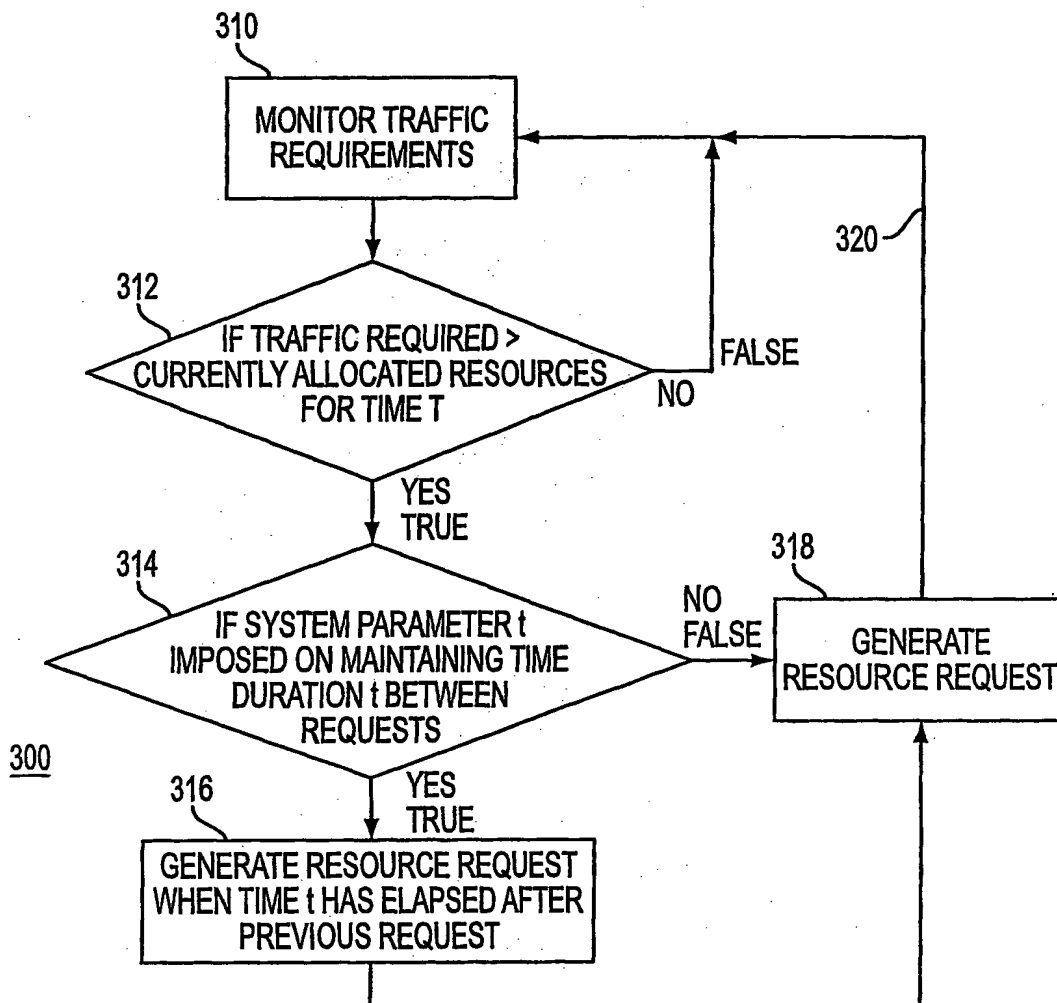 310
MONITOR TRAFFIC
REQUIREMENTS
320
312
IF TRAFFIC REQUIRED >
CURRENTLY ALLOCATED RESOURCES
FOR TIME T
FALSE
NO
YES
TRUE
314
IF SYSTEM PARAMETER t
IMPOSED ON MAINTAINING TIME
DURATION t BETWEEN
REQUESTS
NO
FALSE
318
GENERATE
RESOURCE REQUEST
300
YES
TRUE
316
GENERATE RESOURCE REQUEST
WHEN TIME t HAS ELAPSED AFTER
PREVIOUS REQUEST